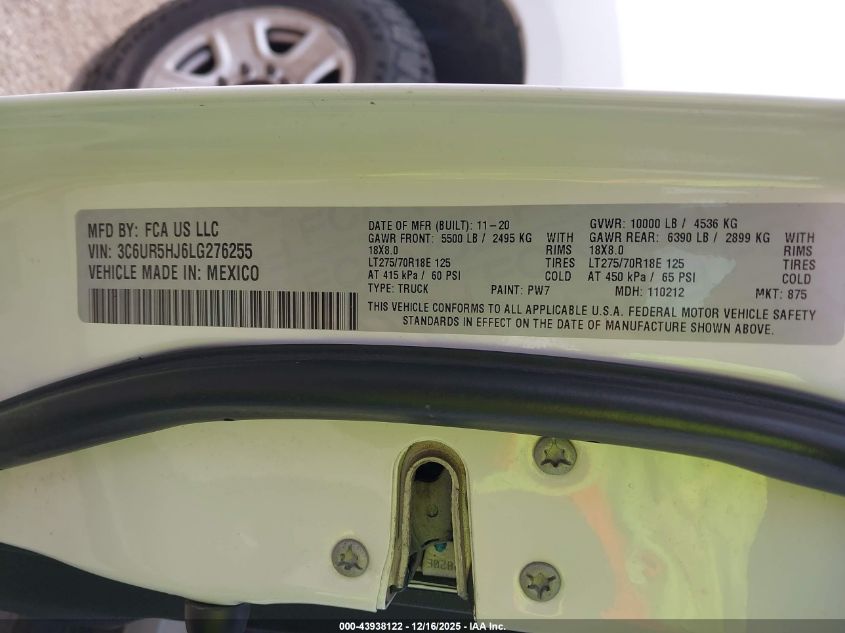 MFD BY: FCA US LLC
VIN: 3C6UR5HJ6LG276255
VEHICLE MADE IN: MEXICO
DATE OF MFR (BUILT): 11-20
GVWR: 10000 LB / 4536 KG
GAWR FRONT: 5500 LB / 2495 KG WITH
GAWR REAR: 6390 LB / 2899 KG WITH
18X8.0 RIMS
18X8.0 RIMS
LT275/70R18E 125 TIRES
LT275/70R18E 125 TIRES
AT 415 kPa / 60 PSI COLD
AT 450 kPa / 65 PSI COLD
TYPE: TRUCK PAINT: PW7 MDH: 110212 MKT: 875
THIS VEHICLE CONFORMS TO ALL APPLICABLE U.S.A. FEDERAL MOTOR VEHICLE SAFETY
STANDARDS IN EFFECT ON THE DATE OF MANUFACTURE SHOWN ABOVE.
000-43938122 - 12/16/2025 - IAA Inc.